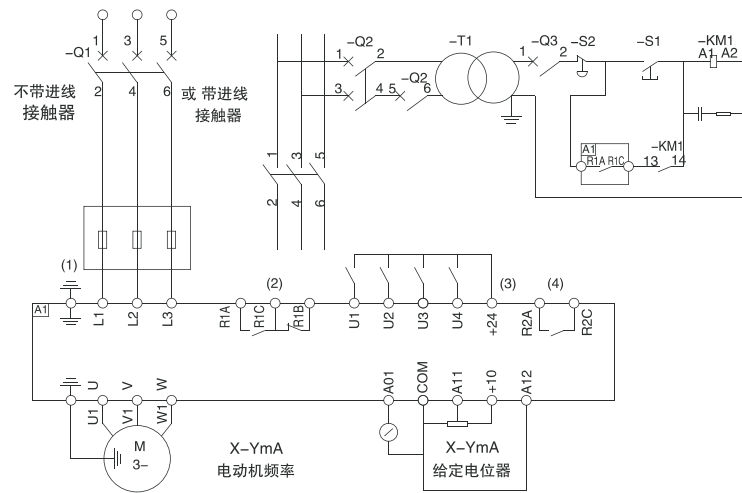 1 3 5
–Q1
2 4 6
不带进线
接触器
或 带进线
接触器
1 –Q2 2
3 4 5 –Q2 6
–T1
1 –Q3 2 –S2
–S1
–KM1
A1 A2
A1
R1A R1C
–KM1
13 14
1 3 5
2 4 6
(1)
(2)
(3)
(4)
A1
L1 L2 L3
R1A R1C R1B
U1 U2 U3 U4 +24
R2A R2C
U V W
U1 V1 W1
M
3–
A01 COM A11 +10 A12
X–YmA
电动机频率
X–YmA
给定电位器